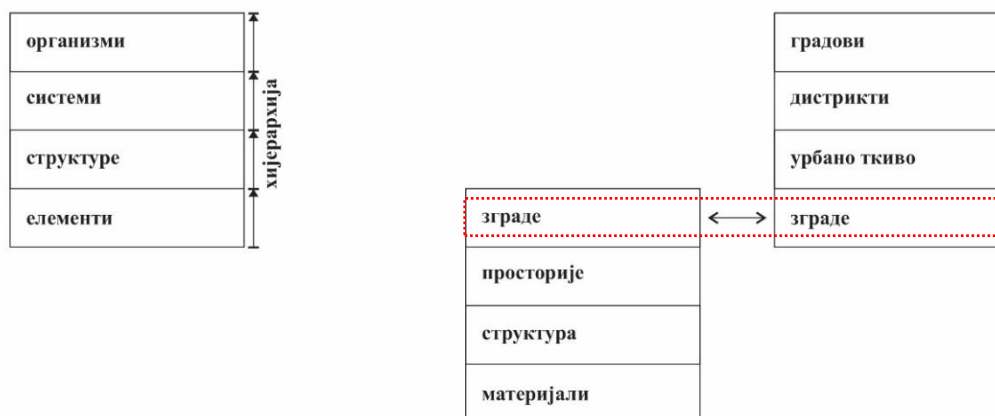 организми
системи
структуре
елементи
хијерархија
зграде
просторије
структура
материјали
градови
дистрикти
урбано ткиво
зграде